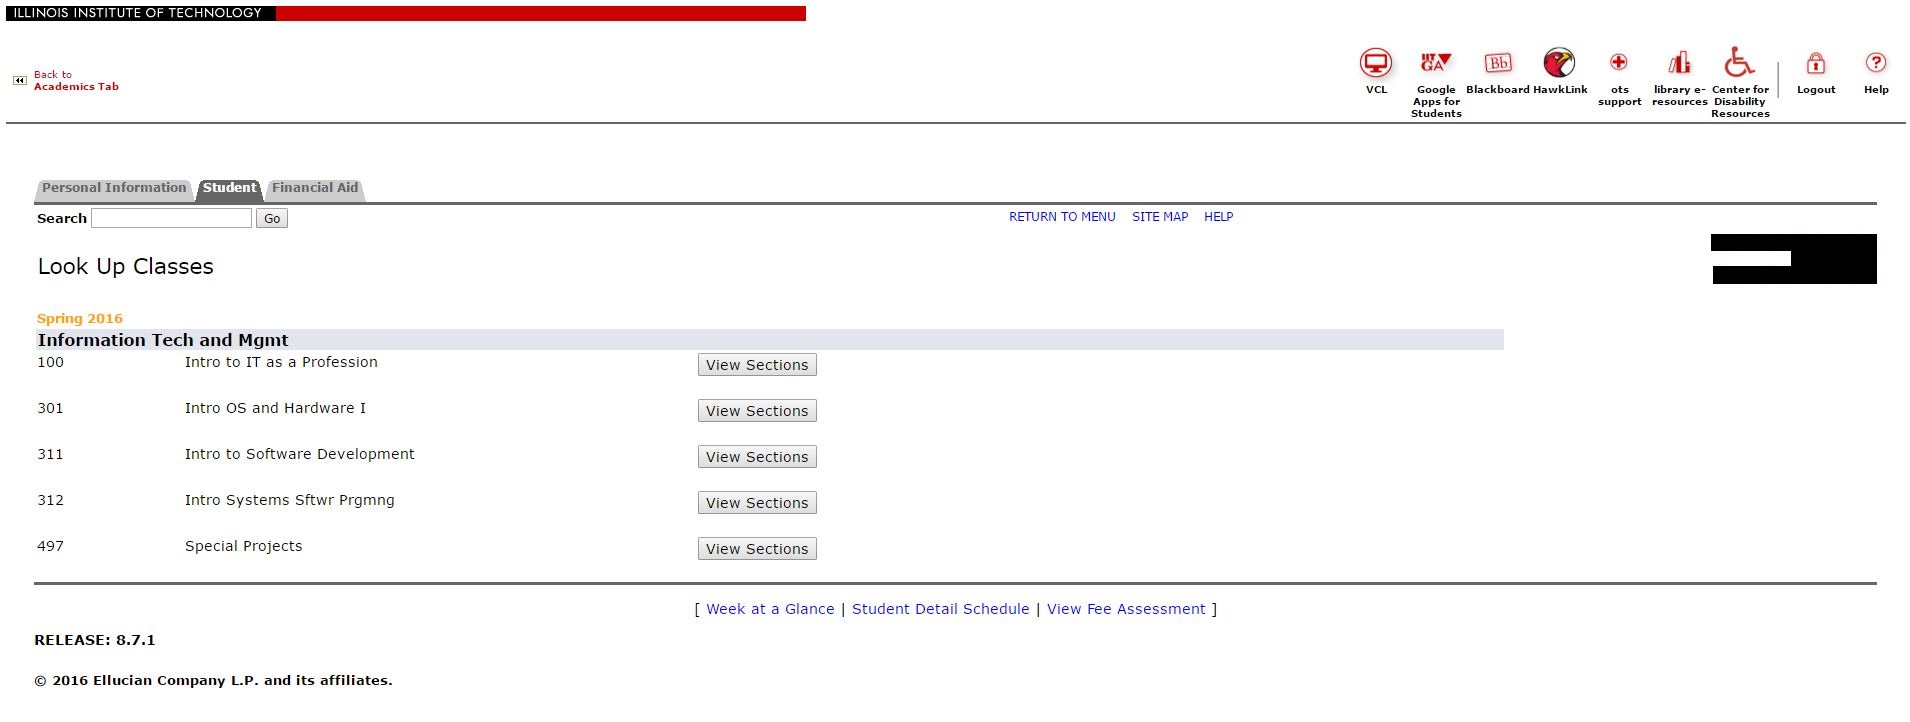 ILLINOIS INSTITUTE OF TECHNOLOGY
Back to
Academics Tab
VCL
Google Apps for Students
Blackboard
HawkLink
ots support
library e-resources
Center for Disability Resources
Logout
Help
Personal Information Student Financial Aid
Search Go RETURN TO MENU SITE MAP HELP
Look Up Classes
Spring 2016
Information Tech and Mgmt
100 Intro to IT as a Profession View Sections
301 Intro OS and Hardware I View Sections
311 Intro to Software Development View Sections
312 Intro Systems Sftwr Prgmng View Sections
497 Special Projects View Sections
[ Week at a Glance | Student Detail Schedule | View Fee Assessment ]
RELEASE: 8.7.1
© 2016 Ellucian Company L.P. and its affiliates.